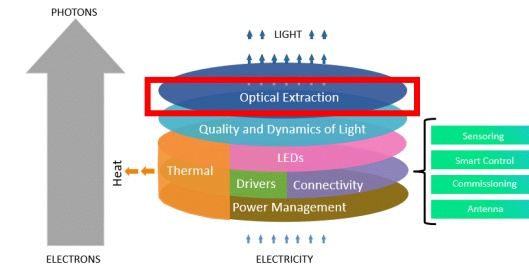 PHOTONS
LIGHT
Optical Extraction
Quality and Dynamics of Light
LEDs
Thermal
Heat
Drivers
Connectivity
Power Management
Sensoring
Smart Control
Commissioning
Antenna
ELECTRONS
ELECTRICITY